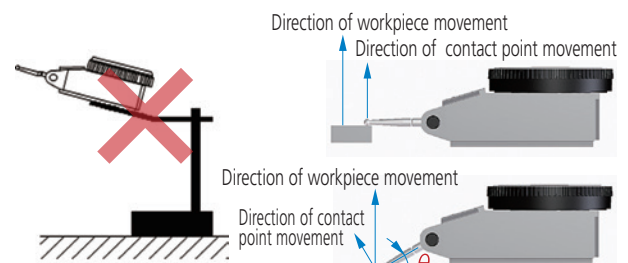 Direction of workpiece movement
Direction of contact point movement
Direction of workpiece movement
Direction of contact
point movement
θ